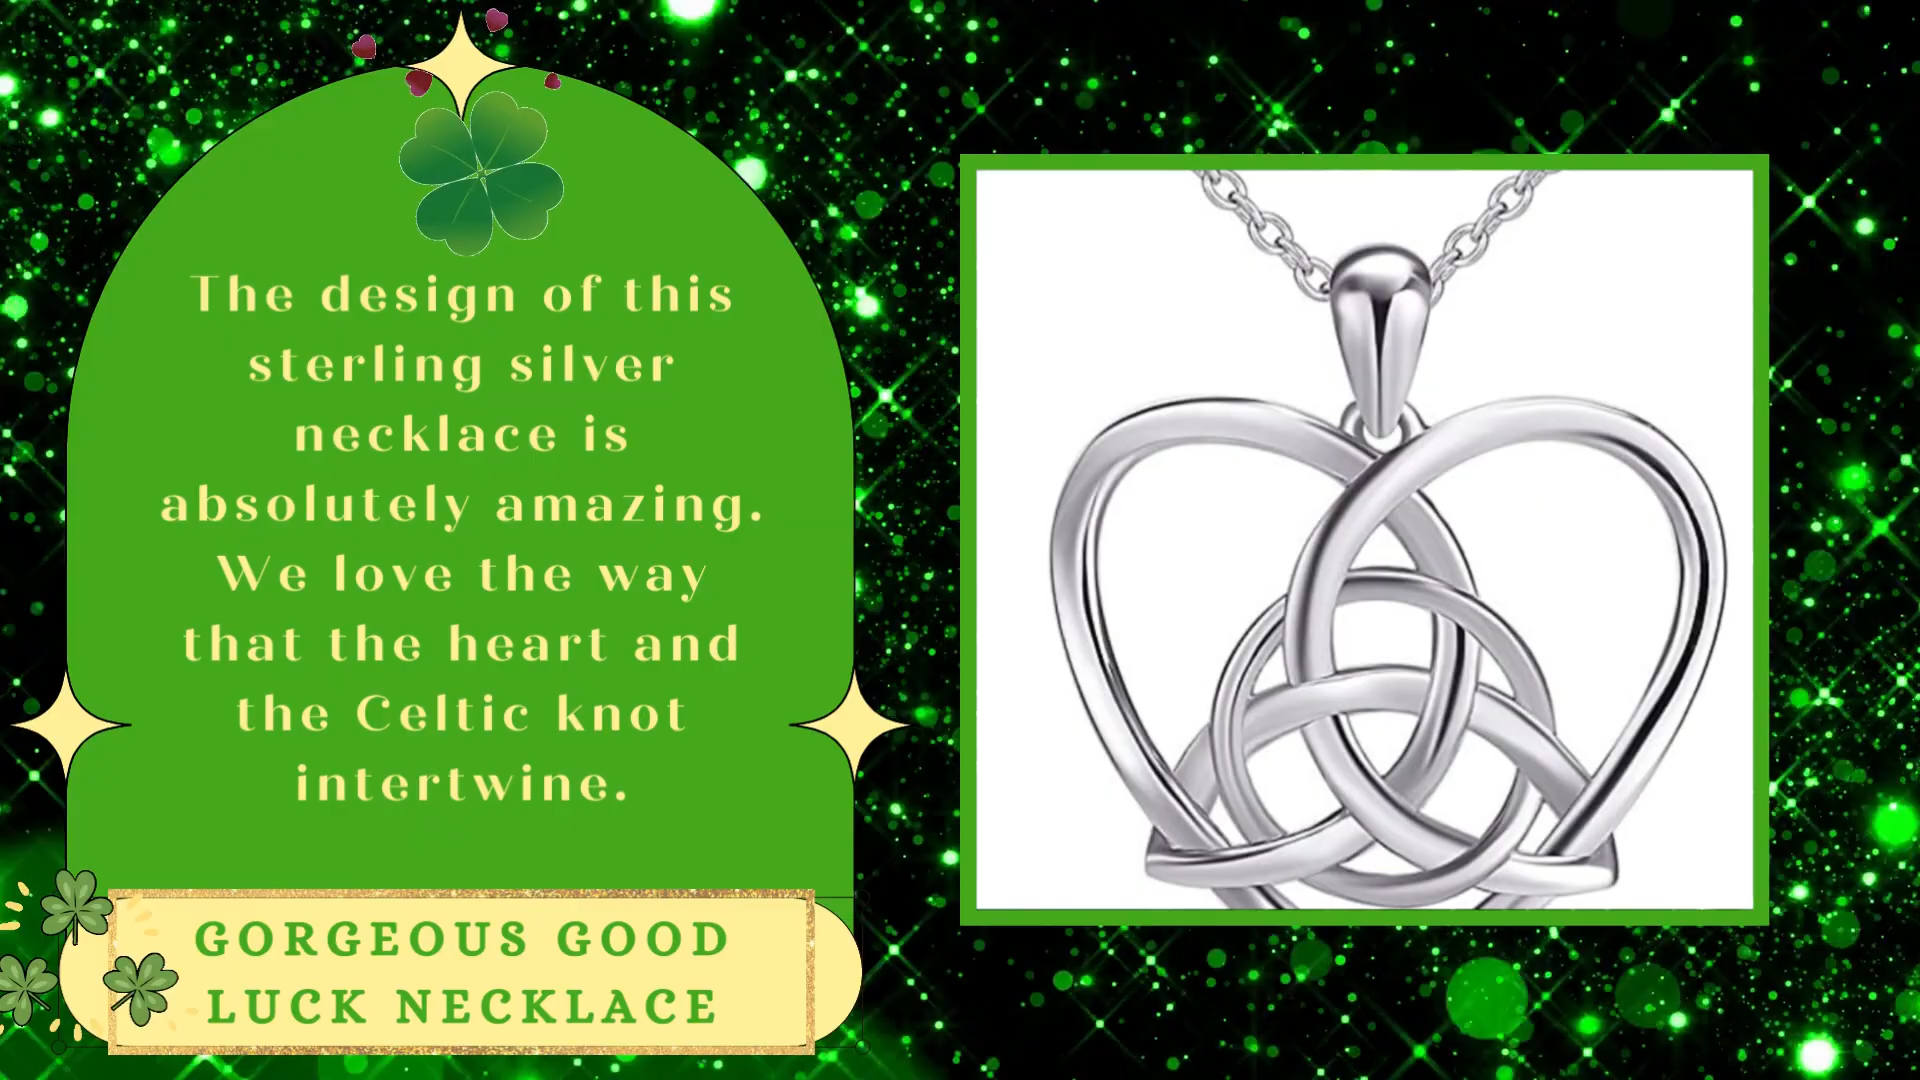 The design of this
sterling silver
necklace is
absolutely amazing.
We love the way
that the heart and
the Celtic knot
intertwine.
GORGEOUS GOOD
LUCK NECKLACE